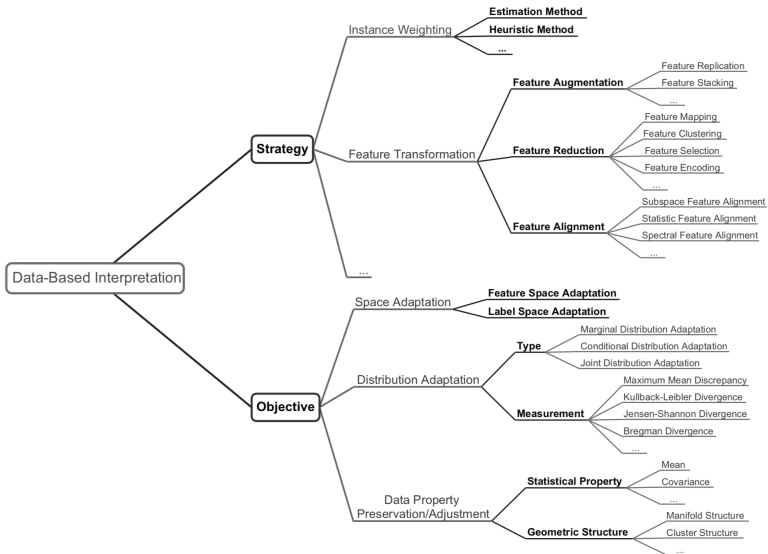 Data-Based Interpretation
Strategy
Instance Weighting
Estimation Method
Heuristic Method
...
Feature Transformation
Feature Augmentation
Feature Replication
Feature Stacking
...
Feature Reduction
Feature Mapping
Feature Clustering
Feature Selection
Feature Encoding
...
Feature Alignment
Subspace Feature Alignment
Statistic Feature Alignment
Spectral Feature Alignment
...
...
Objective
Space Adaptation
Feature Space Adaptation
Label Space Adaptation
Distribution Adaptation
Type
Marginal Distribution Adaptation
Conditional Distribution Adaptation
Joint Distribution Adaptation
Measurement
Maximum Mean Discrepancy
Kullback-Leibler Divergence
Jensen-Shannon Divergence
Bregman Divergence
...
Data Property
Preservation/Adjustment
Statistical Property
Mean
Covariance
...
Geometric Structure
Manifold Structure
Cluster Structure
...